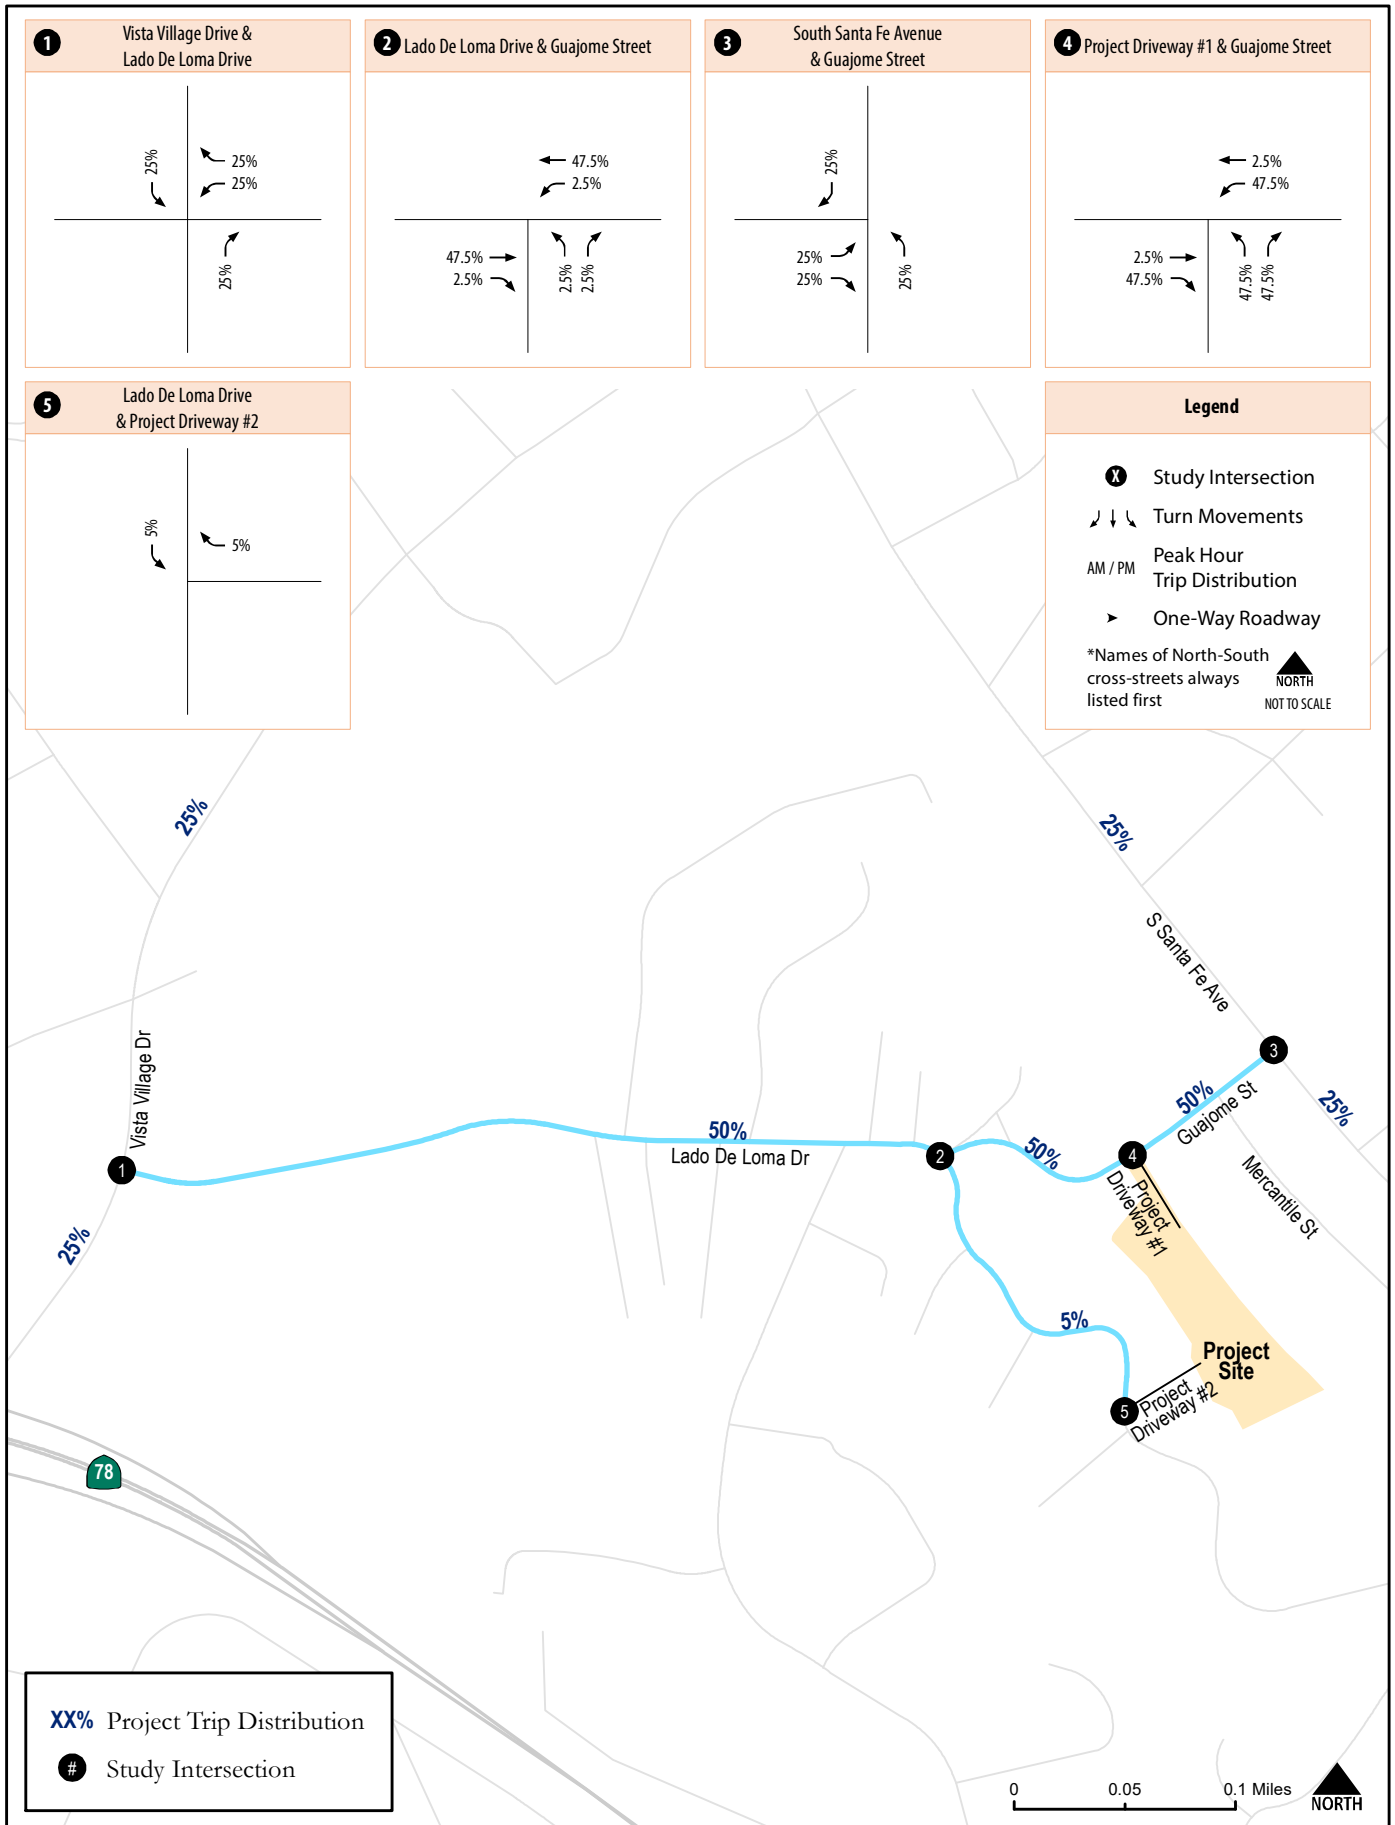 1
Vista Village Drive &
Lado De Loma Drive
25%
25%
25%
25%
2
Lado De Loma Drive & Guajome Street
47.5%
2.5%
47.5%
2.5%
2.5%
2.5%
3
South Santa Fe Avenue
& Guajome Street
25%
25%
25%
25%
4
Project Driveway #1 & Guajome Street
2.5%
47.5%
2.5%
47.5%
47.5%
47.5%
5
Lado De Loma Drive
& Project Driveway #2
5%
5%
Legend
X Study Intersection
Turn Movements
AM / PM Peak Hour
Trip Distribution
One-Way Roadway
*Names of North-South
cross-streets always
listed first
NORTH
NOT TO SCALE
25%
25%
S Santa Fe Ave
Vista Village Dr
3
50%
Guajome St
25%
1
50%
Lado De Loma Dr
2
50%
4
Project
Driveway #1
Mercantile St
25%
5%
Project
Site
5
Project
Driveway #2
78
XX% Project Trip Distribution
# Study Intersection
0 0.05 0.1 Miles
NORTH